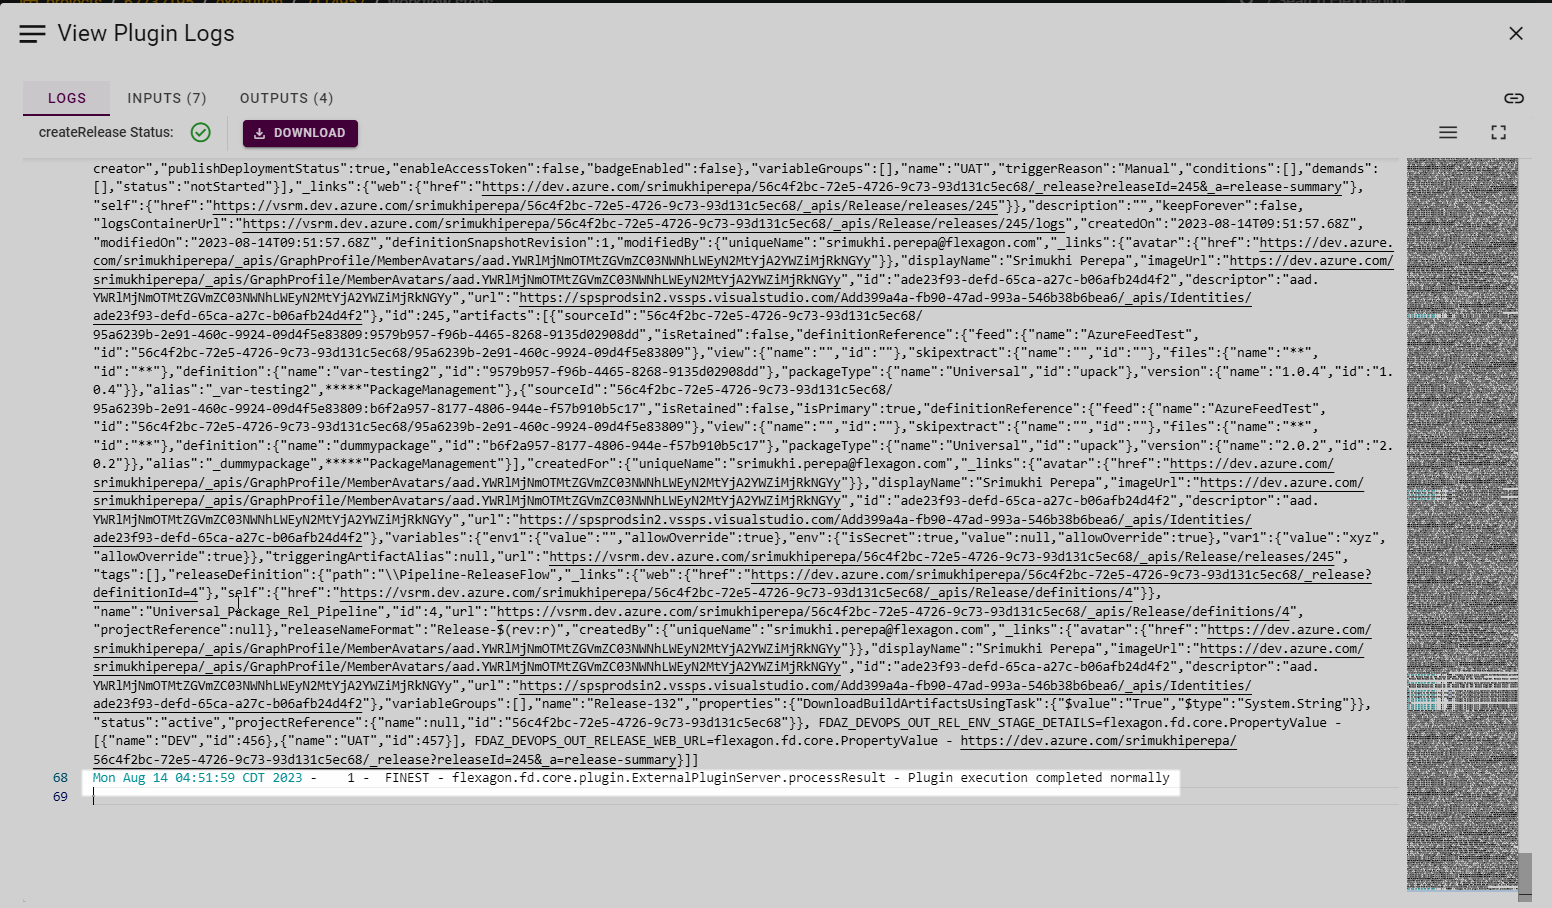 View Plugin Logs
LOGS
INPUTS (7)
OUTPUTS (4)
createRelease Status:
DOWNLOAD
creator","publishDeploymentStatus":true,"enableAccessToken":false,"badgeEnabled":false},"variableGroups":[],"name":"UAT","triggerReason":"Manual","conditions":[],"demands":
[],"status":"notStarted"}],"_links":{"web":{"href":"https://dev.azure.com/srimukhiperepa/56c4f2bc-72e5-4726-9c73-93d131c5ec68/_release?releaseId=245&_a=release-summary"},
"self":{"href":"https://vsrm.dev.azure.com/srimukhiperepa/56c4f2bc-72e5-4726-9c73-93d131c5ec68/_apis/Release/releases/245"}},"description":"","keepForever":false,
"logsContainerUrl":"https://vsrm.dev.azure.com/srimukhiperepa/56c4f2bc-72e5-4726-9c73-93d131c5ec68/_apis/Release/releases/245/logs","createdOn":"2023-08-14T09:51:57.68Z",
"modifiedOn":"2023-08-14T09:51:57.68Z","definitionSnapshotRevision":1,"modifiedBy":{"uniqueName":"srimukhi.perepa@flexagon.com","_links":{"avatar":{"href":"https://dev.azure.
com/srimukhiperepa/_apis/GraphProfile/MemberAvatars/aad.YWRlMjNmOTMtZGVmZC03NWNhLWEyN2MtYjA2YWZiMjRkNGYy"}},"displayName":"Srimukhi Perepa","imageUrl":"https://dev.azure.com/
srimukhiperepa/_apis/GraphProfile/MemberAvatars/aad.YWRlMjNmOTMtZGVmZC03NWNhLWEyN2MtYjA2YWZiMjRkNGYy","id":"ade23f93-defd-65ca-a27c-b06afb24d4f2","descriptor":"aad.
YWRlMjNmOTMtZGVmZC03NWNhLWEyN2MtYjA2YWZiMjRkNGYy","url":"https://spsprodsin2.vssps.visualstudio.com/Add399a4a-fb90-47ad-993a-546b38b6bea6/_apis/Identities/
ade23f93-defd-65ca-a27c-b06afb24d4f2"},"id":245,"artifacts":[{"sourceId":"56c4f2bc-72e5-4726-9c73-93d131c5ec68/
95a6239b-2e91-460c-9924-09d4f5e83809:9579b957-f96b-4465-8268-9135d02908dd","isRetained":false,"definitionReference":{"feed":{"name":"AzureFeedTest",
"id":"56c4f2bc-72e5-4726-9c73-93d131c5ec68/95a6239b-2e91-460c-9924-09d4f5e83809"},"view":{"name":"","id":""},"skipextract":{"name":"","id":""},"files":{"name":"**",
"id":"**"},"definition":{"name":"var-testing2","id":"9579b957-f96b-4465-8268-9135d02908dd"},"packageType":{"name":"Universal","id":"upack"},"version":{"name":"1.0.4","id":"1.
0.4"}},"alias":"_var-testing2",*****"PackageManagement"},{"sourceId":"56c4f2bc-72e5-4726-9c73-93d131c5ec68/
95a6239b-2e91-460c-9924-09d4f5e83809:b6f2a957-8177-4806-944e-f57b910b5c17","isRetained":false,"isPrimary":true,"definitionReference":{"feed":{"name":"AzureFeedTest",
"id":"56c4f2bc-72e5-4726-9c73-93d131c5ec68/95a6239b-2e91-460c-9924-09d4f5e83809"},"view":{"name":"","id":""},"skipextract":{"name":"","id":""},"files":{"name":"**",
"id":"**"},"definition":{"name":"dummypackage","id":"b6f2a957-8177-4806-944e-f57b910b5c17"},"packageType":{"name":"Universal","id":"upack"},"version":{"name":"2.0.2","id":"2.
0.2"}},"alias":"_dummypackage",*****"PackageManagement"}],"createdFor":{"uniqueName":"srimukhi.perepa@flexagon.com","_links":{"avatar":{"href":"https://dev.azure.com/
srimukhiperepa/_apis/GraphProfile/MemberAvatars/aad.YWRlMjNmOTMtZGVmZC03NWNhLWEyN2MtYjA2YWZiMjRkNGYy"}},"displayName":"Srimukhi Perepa","imageUrl":"https://dev.azure.com/
srimukhiperepa/_apis/GraphProfile/MemberAvatars/aad.YWRlMjNmOTMtZGVmZC03NWNhLWEyN2MtYjA2YWZiMjRkNGYy","id":"ade23f93-defd-65ca-a27c-b06afb24d4f2","descriptor":"aad.
YWRlMjNmOTMtZGVmZC03NWNhLWEyN2MtYjA2YWZiMjRkNGYy","url":"https://spsprodsin2.vssps.visualstudio.com/Add399a4a-fb90-47ad-993a-546b38b6bea6/_apis/Identities/
ade23f93-defd-65ca-a27c-b06afb24d4f2"},"variables":{"env1":{"value":"","allowOverride":true},"env":{"isSecret":true,"value":null,"allowOverride":true},"var1":{"value":"xyz",
"allowOverride":true}},"triggeringArtifactAlias":null,"url":"https://vsrm.dev.azure.com/srimukhiperepa/56c4f2bc-72e5-4726-9c73-93d131c5ec68/_apis/Release/releases/245",
"tags":[],"releaseDefinition":{"path":"\\Pipeline-ReleaseFlow","_links":{"web":{"href":"https://dev.azure.com/srimukhiperepa/56c4f2bc-72e5-4726-9c73-93d131c5ec68/_release?
definitionId=4"},"self":{"href":"https://vsrm.dev.azure.com/srimukhiperepa/56c4f2bc-72e5-4726-9c73-93d131c5ec68/_apis/Release/definitions/4"}},
"name":"Universal_Package_Rel_Pipeline","id":4,"url":"https://vsrm.dev.azure.com/srimukhiperepa/56c4f2bc-72e5-4726-9c73-93d131c5ec68/_apis/Release/definitions/4",
"projectReference":null},"releaseNameFormat":"Release-$(rev:r)","createdBy":{"uniqueName":"srimukhi.perepa@flexagon.com","_links":{"avatar":{"href":"https://dev.azure.com/
srimukhiperepa/_apis/GraphProfile/MemberAvatars/aad.YWRlMjNmOTMtZGVmZC03NWNhLWEyN2MtYjA2YWZiMjRkNGYy"}},"displayName":"Srimukhi Perepa","imageUrl":"https://dev.azure.com/
srimukhiperepa/_apis/GraphProfile/MemberAvatars/aad.YWRlMjNmOTMtZGVmZC03NWNhLWEyN2MtYjA2YWZiMjRkNGYy","id":"ade23f93-defd-65ca-a27c-b06afb24d4f2","descriptor":"aad.
YWRlMjNmOTMtZGVmZC03NWNhLWEyN2MtYjA2YWZiMjRkNGYy","url":"https://spsprodsin2.vssps.visualstudio.com/Add399a4a-fb90-47ad-993a-546b38b6bea6/_apis/Identities/
ade23f93-defd-65ca-a27c-b06afb24d4f2"},"variableGroups":[],"name":"Release-132","properties":{"DownloadBuildArtifactsUsingTask":{"$value":"True","$type":"System.String"}},
"status":"active","projectReference":{"name":null,"id":"56c4f2bc-72e5-4726-9c73-93d131c5ec68"}}, FDAZ_DEVOPS_OUT_REL_ENV_STAGE_DETAILS=flexagon.fd.core.PropertyValue -
[{"name":"DEV","id":456},{"name":"UAT","id":457}], FDAZ_DEVOPS_OUT_RELEASE_WEB_URL=flexagon.fd.core.PropertyValue - https://dev.azure.com/srimukhiperepa/
56c4f2bc-72e5-4726-9c73-93d131c5ec68/_release?releaseId=245&_a=release-summary}]]
68 Mon Aug 14 04:51:59 CDT 2023 - 1 - FINEST - flexagon.fd.core.plugin.ExternalPluginServer.processResult - Plugin execution completed normally
69